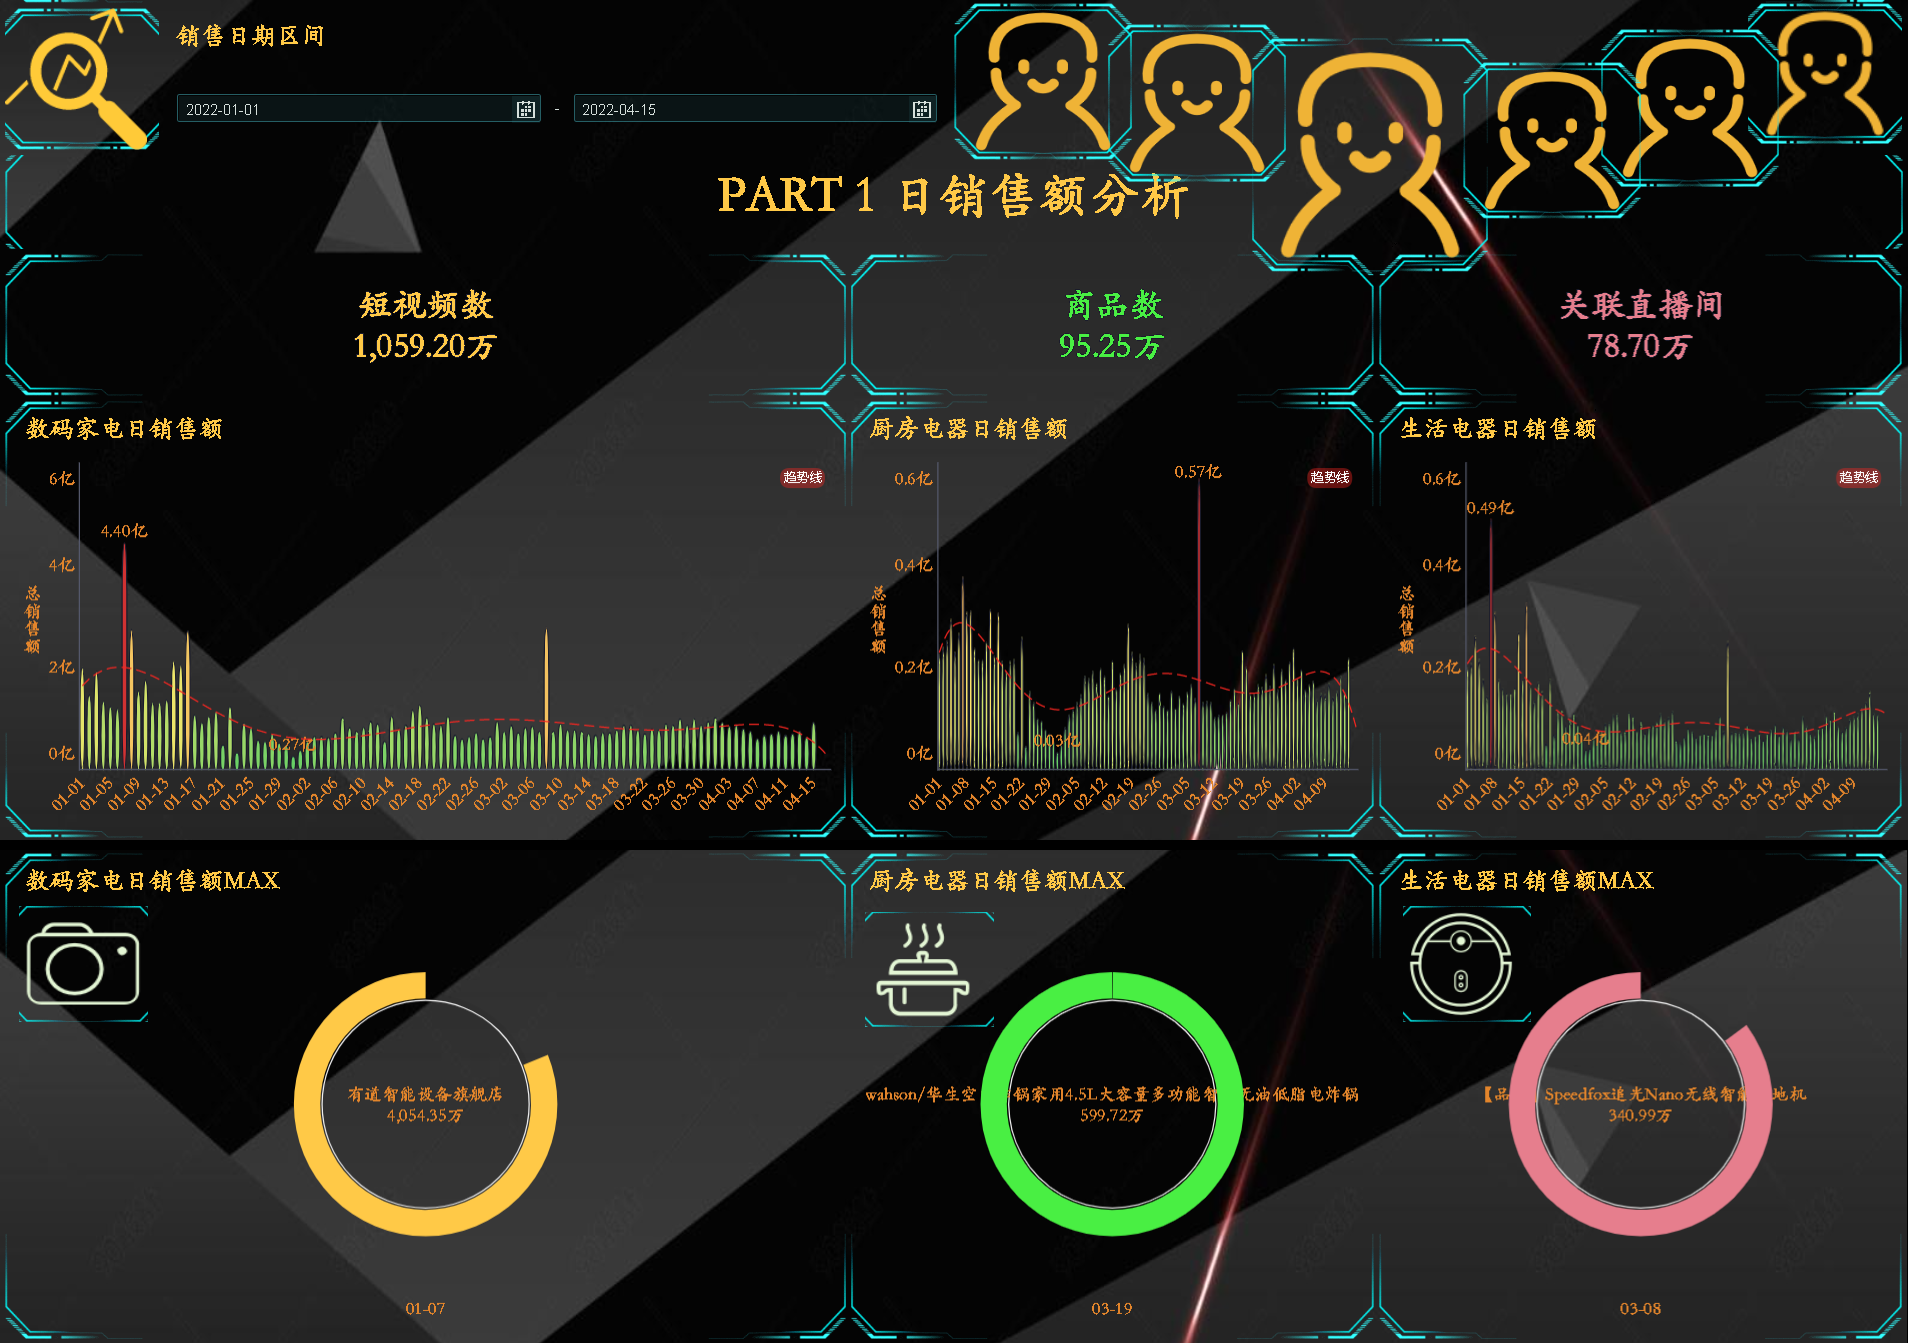 销售日期区间
2022-01-01
-
2022-04-15
PART 1 日销售额分析
短视频数
1,059.20万
商品数
95.25万
关联直播间
78.70万
数码家电日销售额
趋势线
总销售额
6亿
4亿
2亿
0亿
4.40亿
0.27亿
01-01 01-05 01-09 01-13 01-17 01-21 01-25 01-29 02-02 02-06 02-10 02-14 02-18 02-22 02-26 03-02 03-06 03-10 03-14 03-18 03-22 03-26 03-30 04-03 04-07 04-11 04-15
厨房电器日销售额
趋势线
总销售额
0.6亿
0.4亿
0.2亿
0亿
0.57亿
0.03亿
01-01 01-08 01-15 01-22 01-29 02-05 02-12 02-19 02-26 03-05 03-12 03-19 03-26 04-02 04-09
生活电器日销售额
趋势线
总销售额
0.6亿
0.4亿
0.2亿
0亿
0.49亿
0.04亿
01-01 01-08 01-15 01-22 01-29 02-05 02-12 02-19 02-26 03-05 03-12 03-19 03-26 04-02 04-09
数码家电日销售额MAX
有道智能设备旗舰店
4,054.35万
01-07
厨房电器日销售额MAX
wahson/华生空 锅家用4.5L大容量多功能智 无油低脂电炸锅
599.72万
03-19
生活电器日销售额MAX
【品 Speedfox追光Nano无线智能 地机
340.99万
03-08